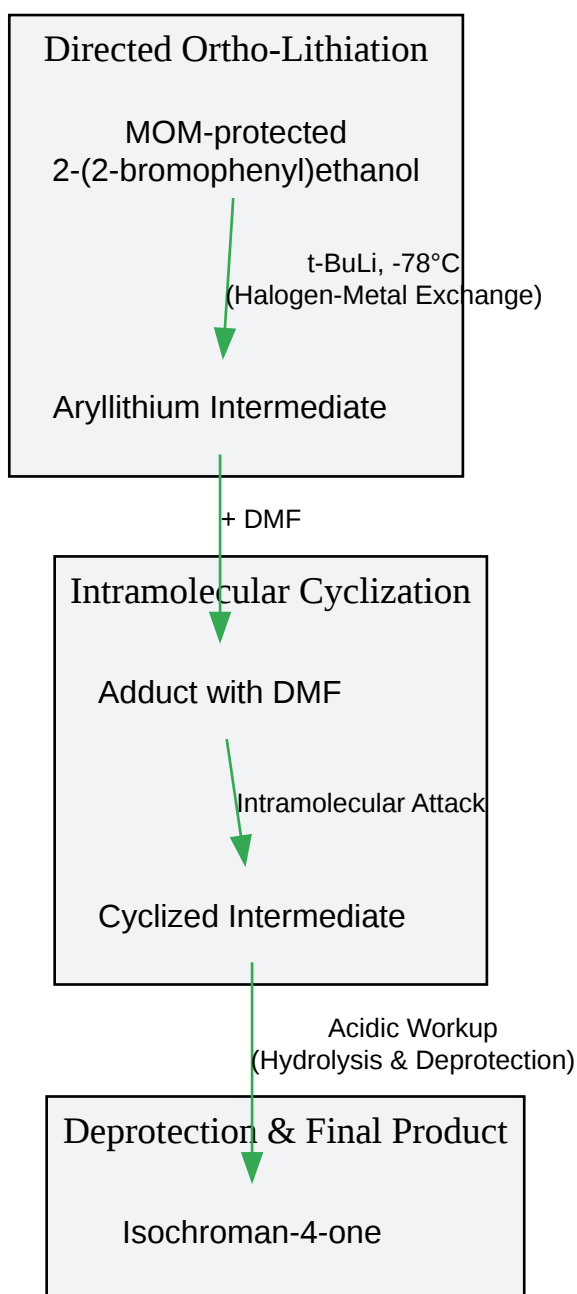 Directed Ortho-Lithiation
MOM-protected
2-(2-bromophenyl)ethanol
t-BuLi, -78°C
(Halogen-Metal Exchange)
Aryllithium Intermediate
+ DMF
Intramolecular Cyclization
Adduct with DMF
Intramolecular Attack
Cyclized Intermediate
Acidic Workup
(Hydrolysis & Deprotection)
Deprotection & Final Product
Isochroman-4-one